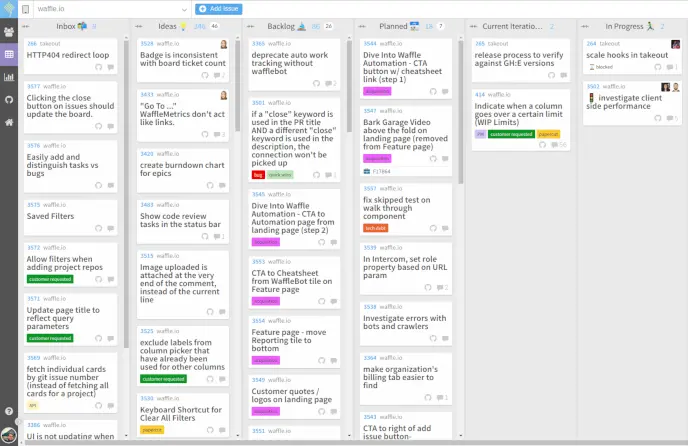 waffle.io
Add Issue
Inbox
Ideas
246
46
Backlog
26
Planned
7
Current Iteratio...
2
In Progress
2
266 takeout
HTTP404 redirect loop
3577 waffle.io
Clicking the
close button on
issues should
update the board.
3576 waffle.io
Easily add and
distinguish tasks vs
bugs
3575 waffle.io
Saved Filters
3572 waffle.io
Allow filters when
adding project repos
customer requested
3571 waffle.io
Update page title to
reflect query
parameters
customer requested
3569 waffle.io
fetch individual cards
by git issue number
(instead of fetching all
cards for a project)
API
waffle.io
UI is not updating when
3528 waffle.io
Badge is inconsistent
with board ticket count
2
3433 waffle.io
"Go To ..."
WaffleMetrics don't act
like links.
3
3420 waffle.io
create burndown chart
for epics
3483 waffle.io
Show code review
tasks in the status bar
1
3515 waffle.io
Image uploaded is
attached at the very
end of the comment,
instead of the current
line
3525 waffle.io
exclude labels from
column picker that
have already been
used for other columns
customer requested
waffle.io
Keyboard Shortcut for
Clear All Filters
papercut
waffle.io
deprecate auto work
tracking without
wafflebot
waffle.io
if a "close" keyword is
used in the PR title
AND a different "close"
keyword is used in the
description, the
connection won't be
picked up
bug
3545 waffle.io
Dive Into Waffle
Automation - CTA to
Automation page from
landing page (step 2)
acquisition
3553 waffle.io
CTA to Cheatsheet
from WaffleBot tile on
Feature page
acquisition
3554 waffle.io
Feature page - move
Reporting tile to
bottom
acquisition
3549 waffle.io
Customer quotes /
logos on landing page
acquisition
3551 waffle.io
3544 waffle.io
Dive Into Waffle
Automation - CTA
button w/ cheatsheet
link (step 1)
acquisition
3547 waffle.io
Bark Garage Video
above the fold on
landing page (removed
from Feature page)
acquisition
3557 waffle.io
fix skipped test on
walk through
component
tech debt
3539 waffle.io
In Intercom, set role
property based on URL
param
2
3538 waffle.io
Investigate errors with
bots and crawlers
3364 waffle.io
make organization's
billing tab easier to
find
1
3543 waffle.io
CTA to right of add
issue button-
265 takeout
release process to verify
against GH:E versions
414 waffle.io
Indicate when a column
goes over a certain limit
(WIP Limits)
customer requested
papercut
264 takeout
scale hooks in takeout
blocked
1
waffle.io
investigate client
side performance
5